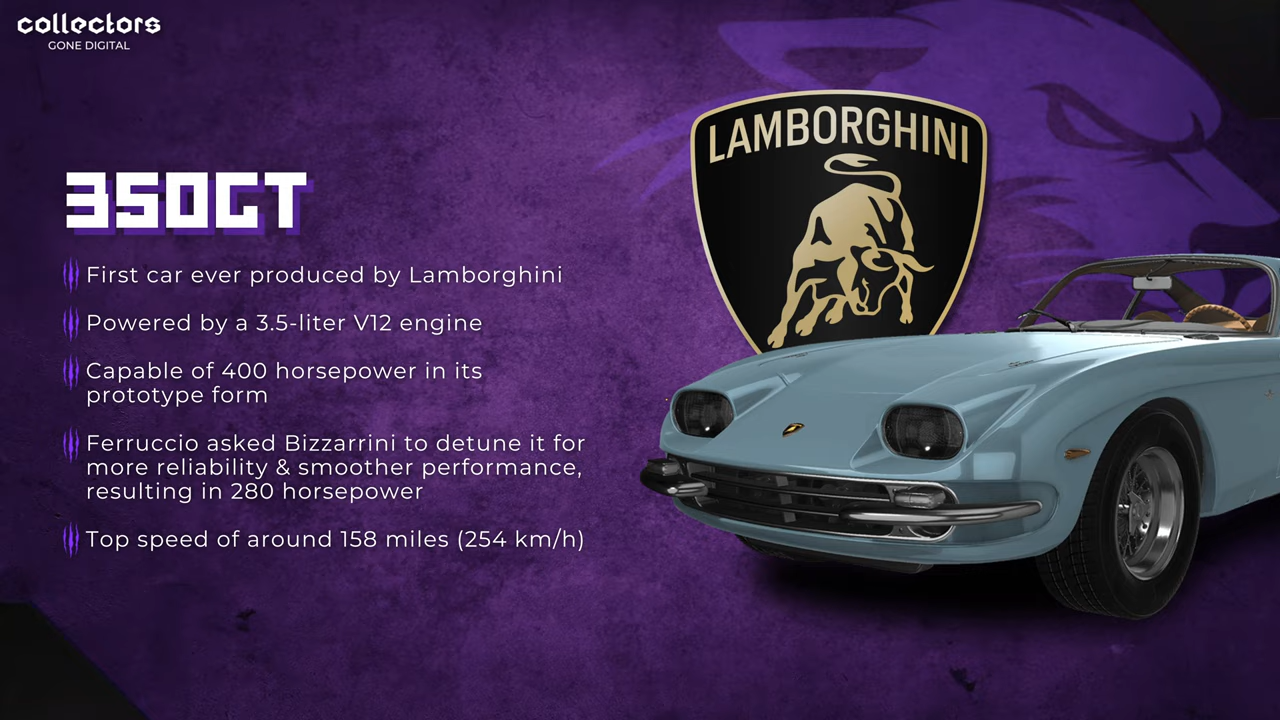 collectors
GONE DIGITAL
LAMBORGHINI
350GT
First car ever produced by Lamborghini
Powered by a 3.5-liter V12 engine
Capable of 400 horsepower in its
prototype form
Ferruccio asked Bizzarrini to detune it for
more reliability & smoother performance,
resulting in 280 horsepower
Top speed of around 158 miles (254 km/h)